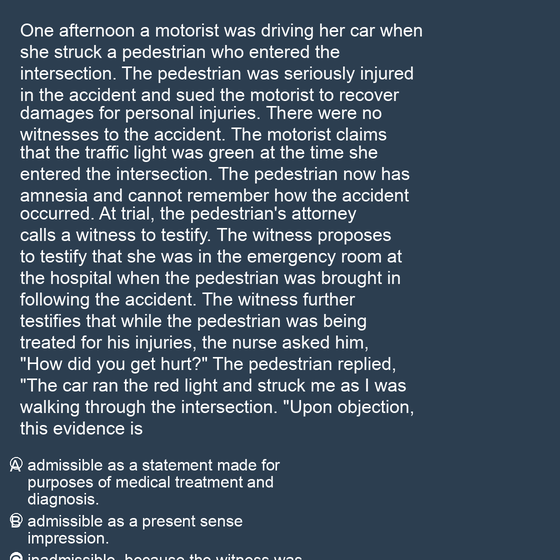 One afternoon a motorist was driving her car when
she struck a pedestrian who entered the
intersection. The pedestrian was seriously injured
in the accident and sued the motorist to recover
damages for personal injuries. There were no
witnesses to the accident. The motorist claims
that the traffic light was green at the time she
entered the intersection. The pedestrian now has
amnesia and cannot remember how the accident
occurred. At trial, the pedestrian's attorney
calls a witness to testify. The witness proposes
to testify that she was in the emergency room at
the hospital when the pedestrian was brought in
following the accident. The witness further
testifies that while the pedestrian was being
treated for his injuries, the nurse asked him,
"How did you get hurt?" The pedestrian replied,
"The car ran the red light and struck me as I was
walking through the intersection. "Upon objection,
this evidence is
A admissible as a statement made for
purposes of medical treatment and
diagnosis.
B admissible as a present sense
impression.
inadmissible, because the witness was